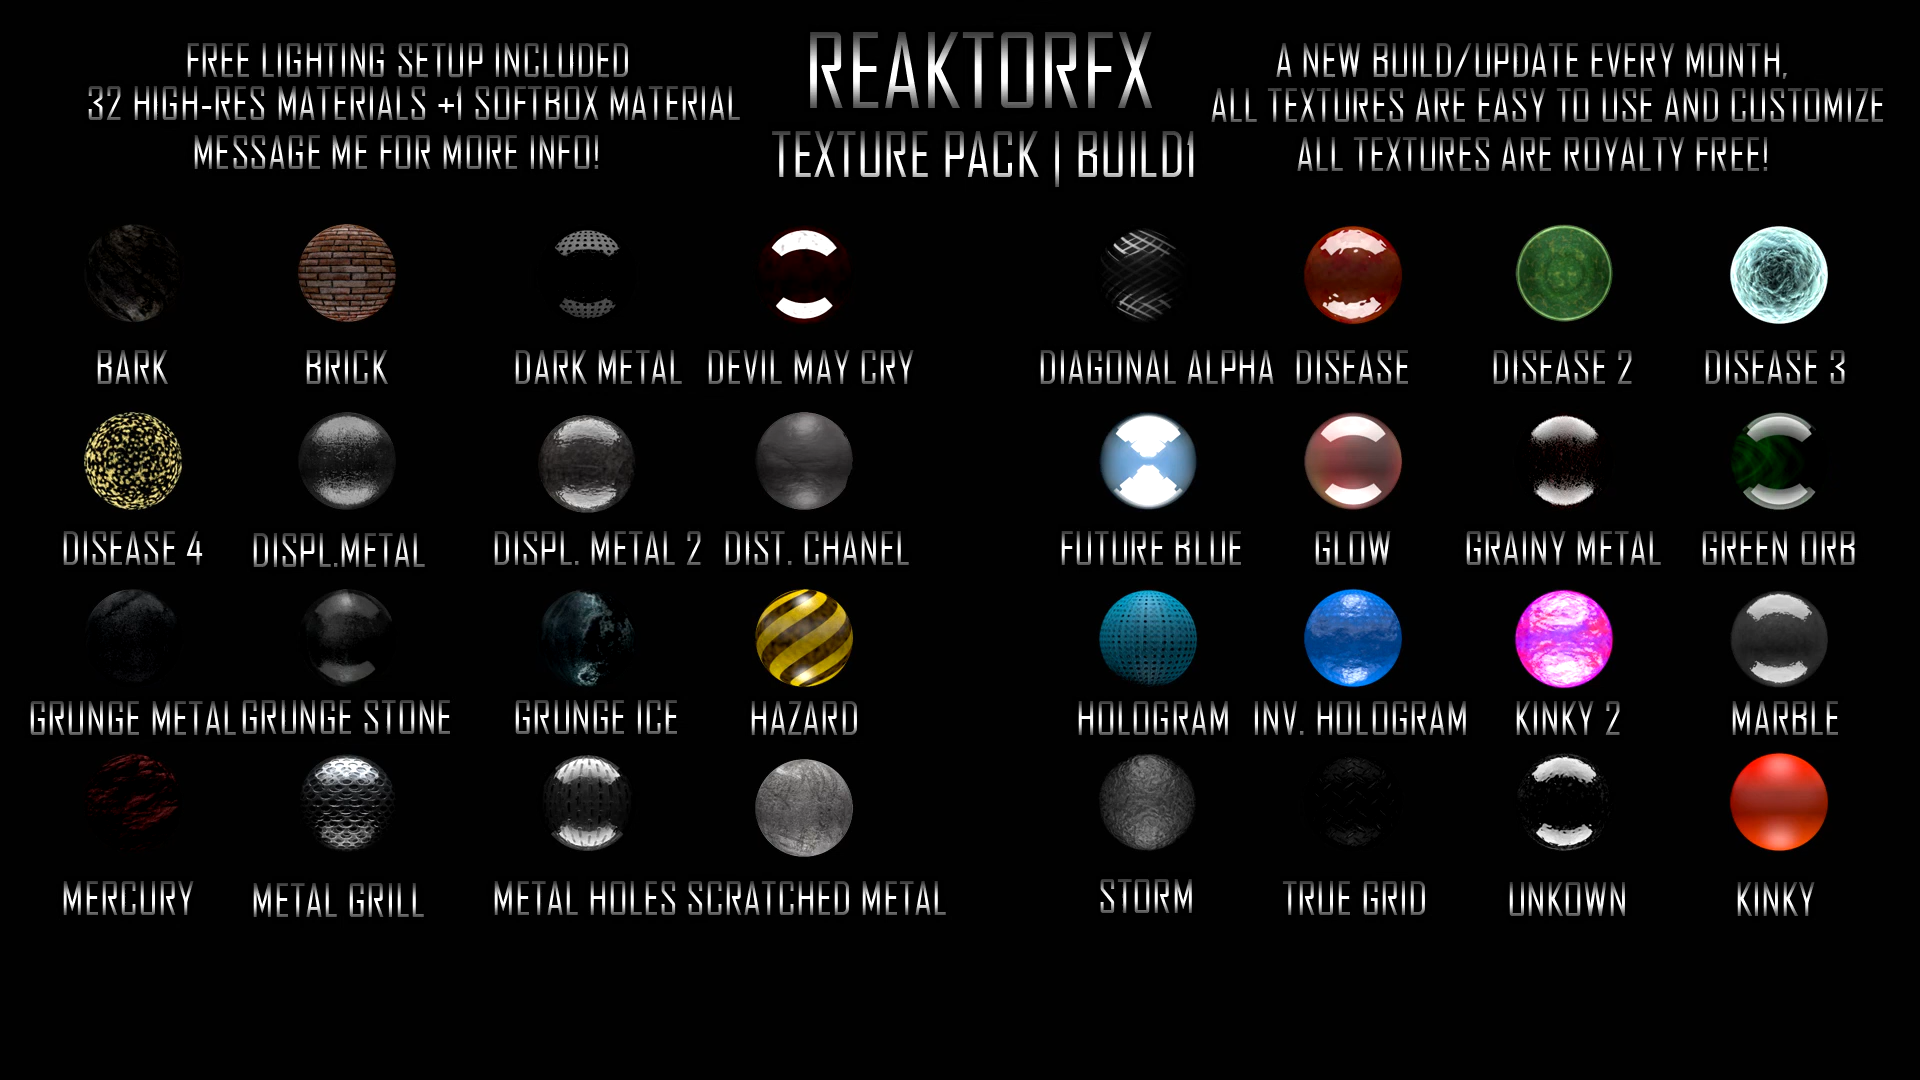 FREE LIGHTING SETUP INCLUDED
32 HIGH-RES MATERIALS +1 SOFTBOX MATERIAL
MESSAGE ME FOR MORE INFO!
REAKTORFX
TEXTURE PACK | BUILD1
A NEW BUILD/UPDATE EVERY MONTH,
ALL TEXTURES ARE EASY TO USE AND CUSTOMIZE
ALL TEXTURES ARE ROYALTY FREE!
BARK BRICK DARK METAL DEVIL MAY CRY DIAGONAL ALPHA DISEASE DISEASE 2 DISEASE 3
DISEASE 4 DISPL.METAL DISPL. METAL 2 DIST. CHANEL FUTURE BLUE GLOW GRAINY METAL GREEN ORB
GRUNGE METAL GRUNGE STONE GRUNGE ICE HAZARD HOLOGRAM INV. HOLOGRAM KINKY 2 MARBLE
MERCURY METAL GRILL METAL HOLES SCRATCHED METAL STORM TRUE GRID UNKOWN KINKY